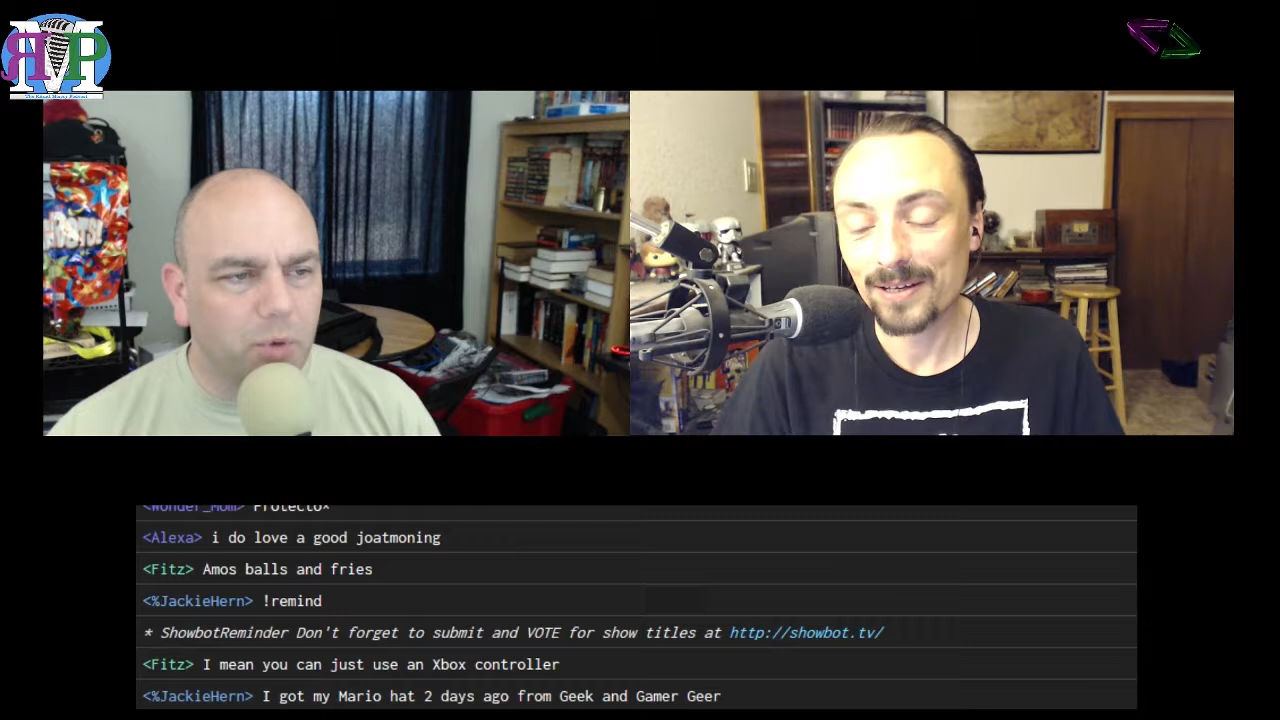 <Wonder_Mom> Protecto*
<Alexa> i do love a good joatmoning
<Fitz> Amos balls and fries
<%JackieHern> !remind
* ShowbotReminder Don't forget to submit and VOTE for show titles at http://showbot.tv/
<Fitz> I mean you can just use an Xbox controller
<%JackieHern> I got my Mario hat 2 days ago from Geek and Gamer Geer